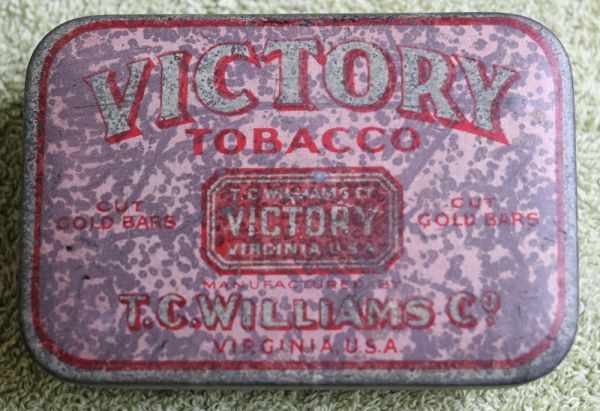 VICTORY
TOBACCO
CUT
GOLD BARS
T.C. WILLIAMS Cº
VICTORY
VIRGINIA, U.S.A
CUT
GOLD BARS
MANUFACTURED BY
T.C. WILLIAMS Cº
VIRGINIA, U.S.A